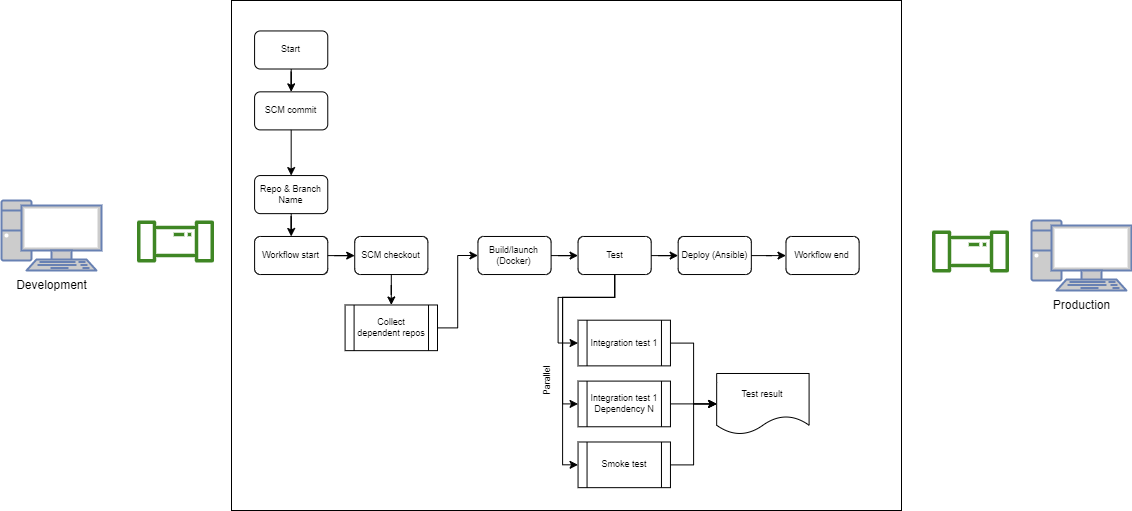 Start
SCM commit
Repo & Branch
Name
Workflow start
SCM checkout
Build/launch
(Docker)
Test
Deploy (Ansible)
Workflow end
Development
Production
Collect
dependent repos
Integration test 1
Parallel
Integration test 1
Dependency N
Test result
Smoke test